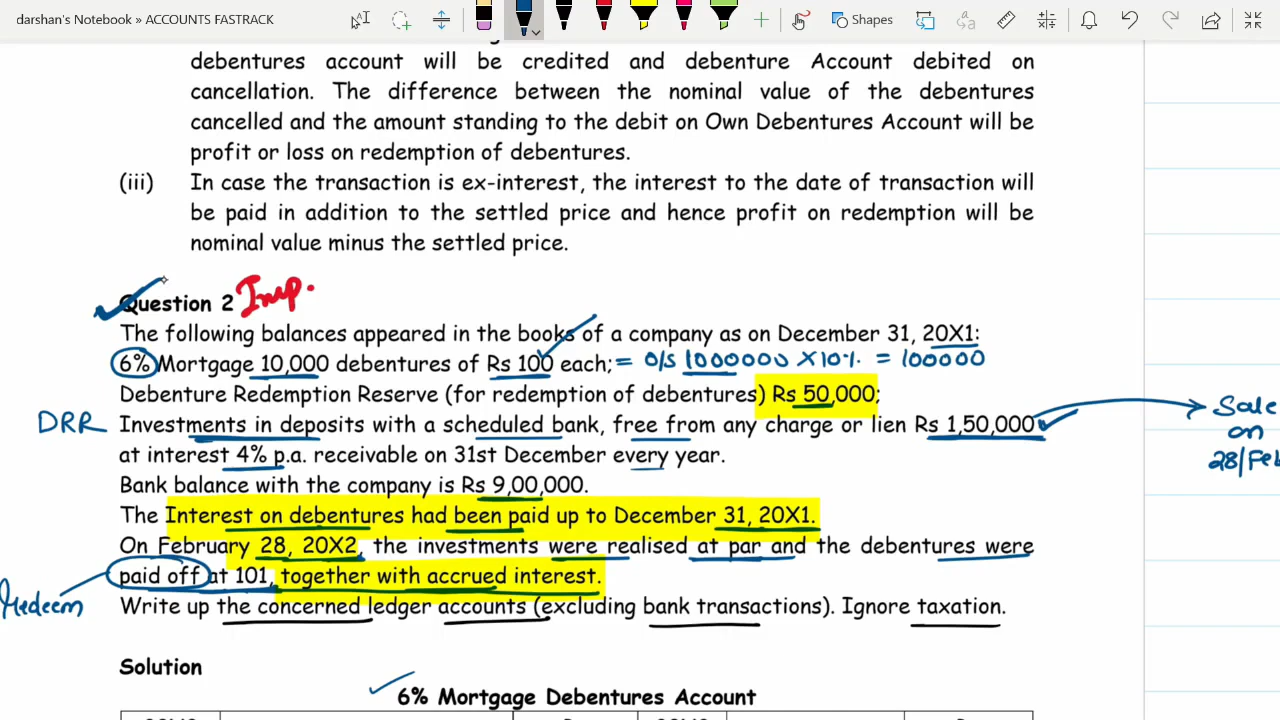 darshan's Notebook » ACCOUNTS FASTRACK
Shapes
debentures account will be credited and debenture Account debited on
cancellation. The difference between the nominal value of the debentures
cancelled and the amount standing to the debit on Own Debentures Account will be
profit or loss on redemption of debentures.
(iii) In case the transaction is ex-interest, the interest to the date of transaction will
be paid in addition to the settled price and hence profit on redemption will be
nominal value minus the settled price.
Question 2 Imp.
The following balances appeared in the books of a company as on December 31, 20X1:
6% Mortgage 10,000 debentures of Rs 100 each; = O/S 1000000 X 10% = 100000
Debenture Redemption Reserve (for redemption of debentures) Rs 50,000;
DRR Investments in deposits with a scheduled bank, free from any charge or lien Rs 1,50,000
Sale
on
28/Feb
at interest 4% p.a. receivable on 31st December every year.
Bank balance with the company is Rs 9,00,000.
The Interest on debentures had been paid up to December 31, 20X1.
On February 28, 20X2, the investments were realised at par and the debentures were
paid off at 101, together with accrued interest.
Redeem
Write up the concerned ledger accounts (excluding bank transactions). Ignore taxation.
Solution
6% Mortgage Debentures Account